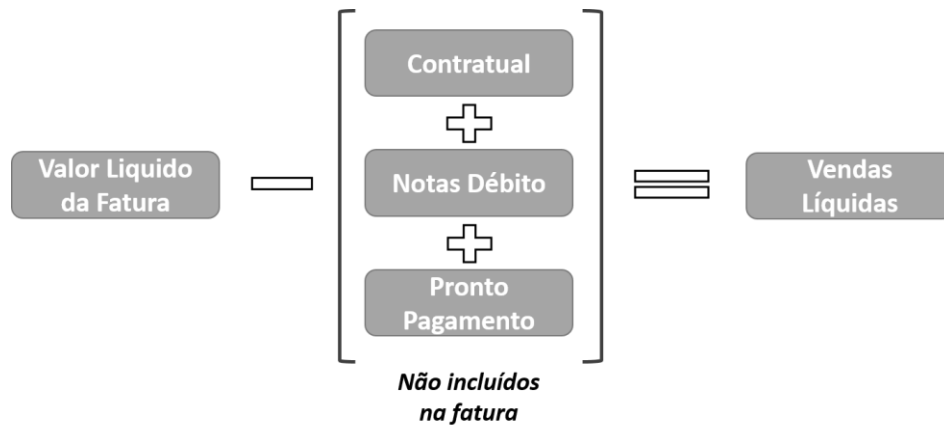 Contratual
Valor Liquido
da Fatura
Notas Débito
Vendas
Líquidas
Pronto
Pagamento
Não incluídos
na fatura